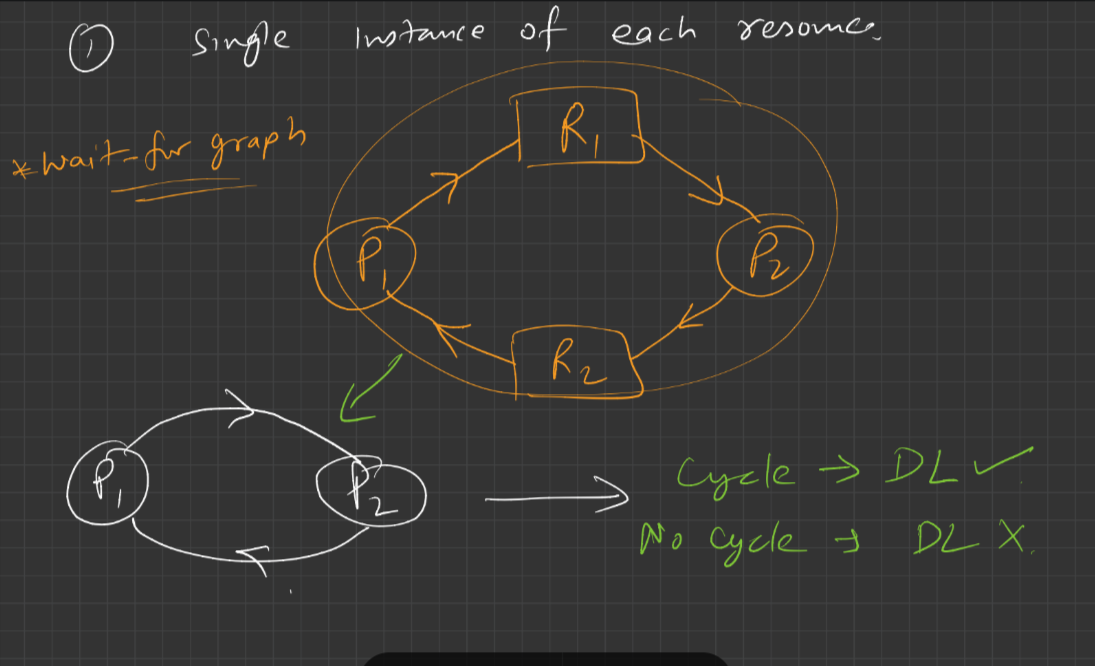 ① Single instance of each resource.
* Wait-for graph
R1
P1
P2
R2
P1
P2
Cycle → DL ✓.
No cycle → DL X.